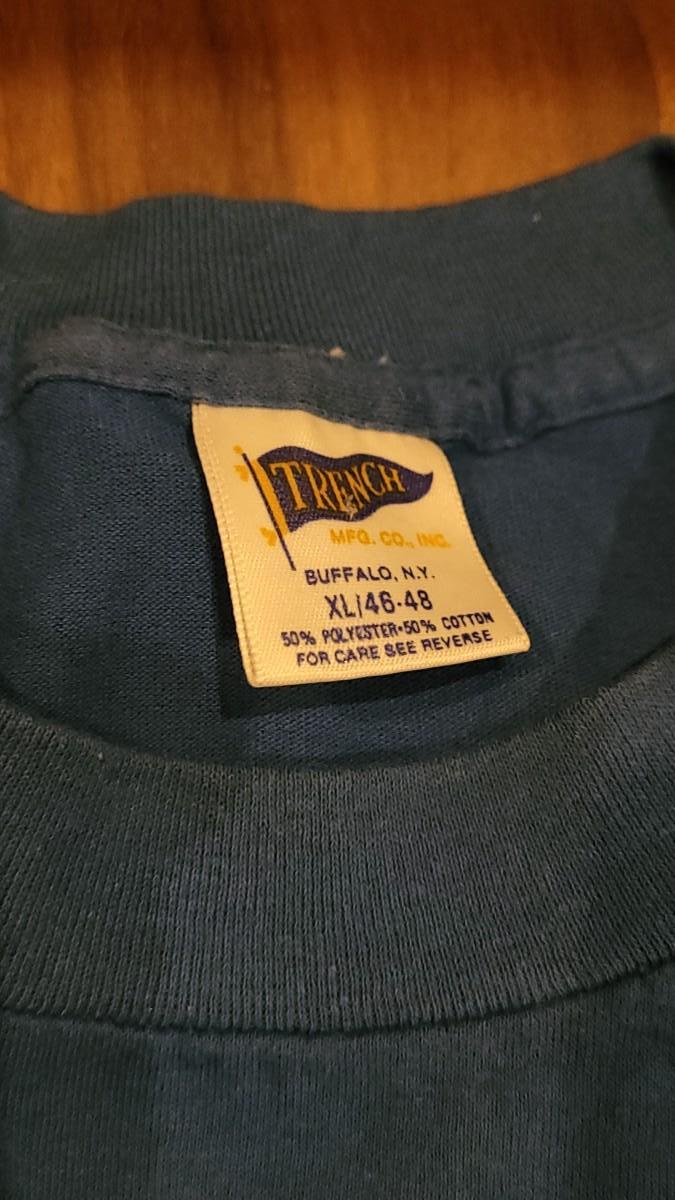 TRENCH
MFG. CO., INC.
BUFFALO, N.Y.
XL/46-48
50% POLYESTER•50% COTTON
FOR CARE SEE REVERSE